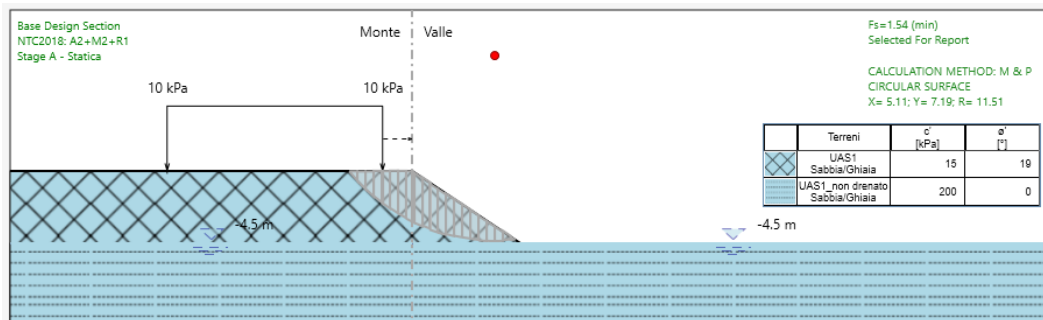 Base Design Section
NTC2018: A2+M2+R1
Stage A - Statica
Monte
Valle
Fs=1.54 (min)
Selected For Report
CALCULATION METHOD: M & P
CIRCULAR SURFACE
X= 5.11; Y= 7.19; R= 11.51
10 kPa
10 kPa
Terreni c' ø'
[kPa] [°]
UAS1
Sabbia/Ghiaia 15 19
UAS1_non drenato
Sabbia/Ghiaia 200 0
-4.5 m
-4.5 m